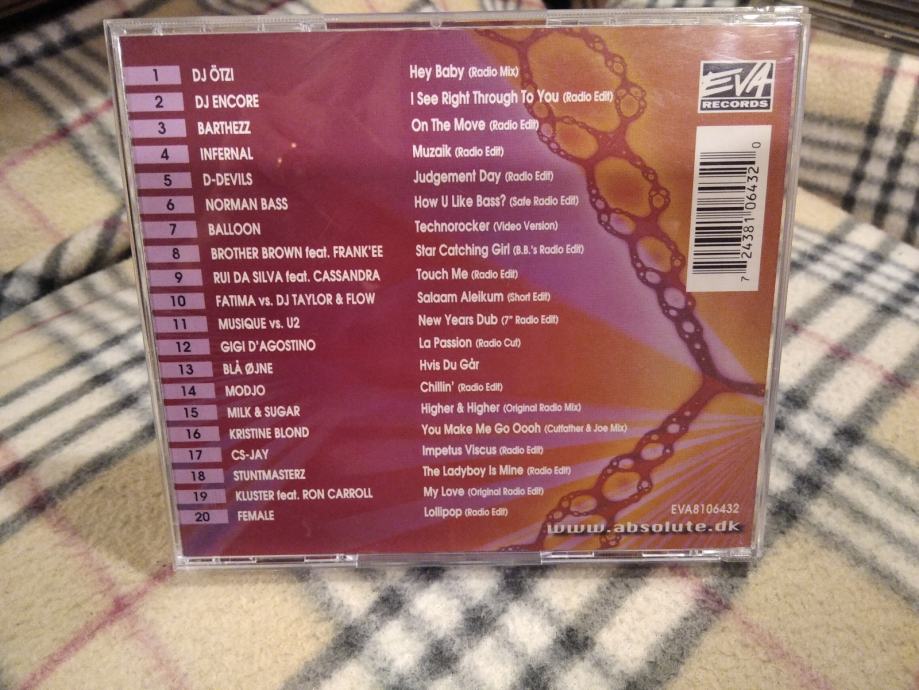 1 DJ ÖTZI Hey Baby (Radio Mix)
2 DJ ENCORE I See Right Through To You (Radio Edit)
3 BARTHEZZ On The Move (Radio Edit)
4 INFERNAL Muzaik (Radio Edit)
5 D-DEVILS Judgement Day (Radio Edit)
6 NORMAN BASS How U Like Bass? (Safe Radio Edit)
7 BALLOON Technorocker (Video Version)
8 BROTHER BROWN feat. FRANK'EE Star Catching Girl (B.B.'s Radio Edit)
9 RUI DA SILVA feat. CASSANDRA Touch Me (Radio Edit)
10 FATIMA vs. DJ TAYLOR & FLOW Salaam Aleikum (Short Edit)
11 MUSIQUE vs. U2 New Years Dub (7" Radio Edit)
12 GIGI D'AGOSTINO La Passion (Radio Cut)
13 BLÅ ØJNE Hvis Du Går
14 MODJO Chillin' (Radio Edit)
15 MILK & SUGAR Higher & Higher (Original Radio Mix)
16 KRISTINE BLOND You Make Me Go Oooh (Cutfather & Joe Mix)
17 CS-JAY Impetus Viscus (Radio Edit)
18 STUNTMASTERZ The Ladyboy Is Mine (Radio Edit)
19 KLUSTER feat. RON CARROLL My Love (Original Radio Edit)
20 FEMALE Lollipop (Radio Edit)
EVA
RECORDS
7 24381 06432 0
EVA8106432
www.absolute.dk